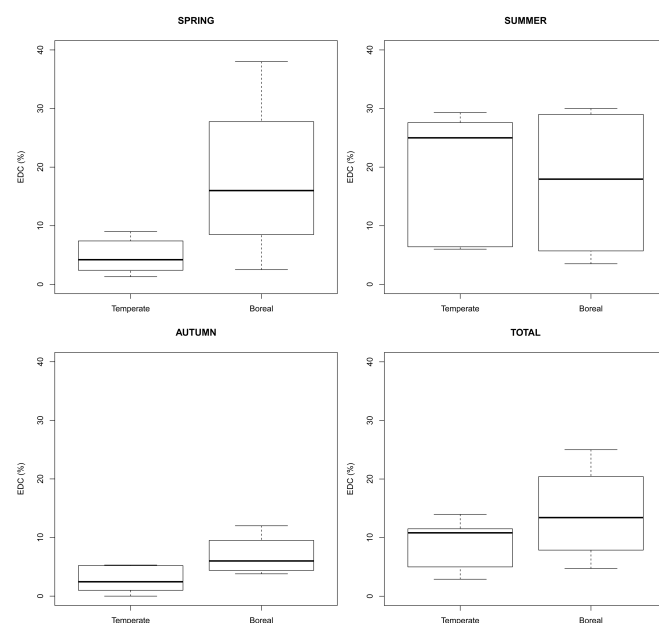 SPRING
EDC (%)
40
30
20
10
0
Temperate Boreal
SUMMER
EDC (%)
40
30
20
10
0
Temperate Boreal
AUTUMN
EDC (%)
40
30
20
10
0
Temperate Boreal
TOTAL
EDC (%)
40
30
20
10
0
Temperate Boreal